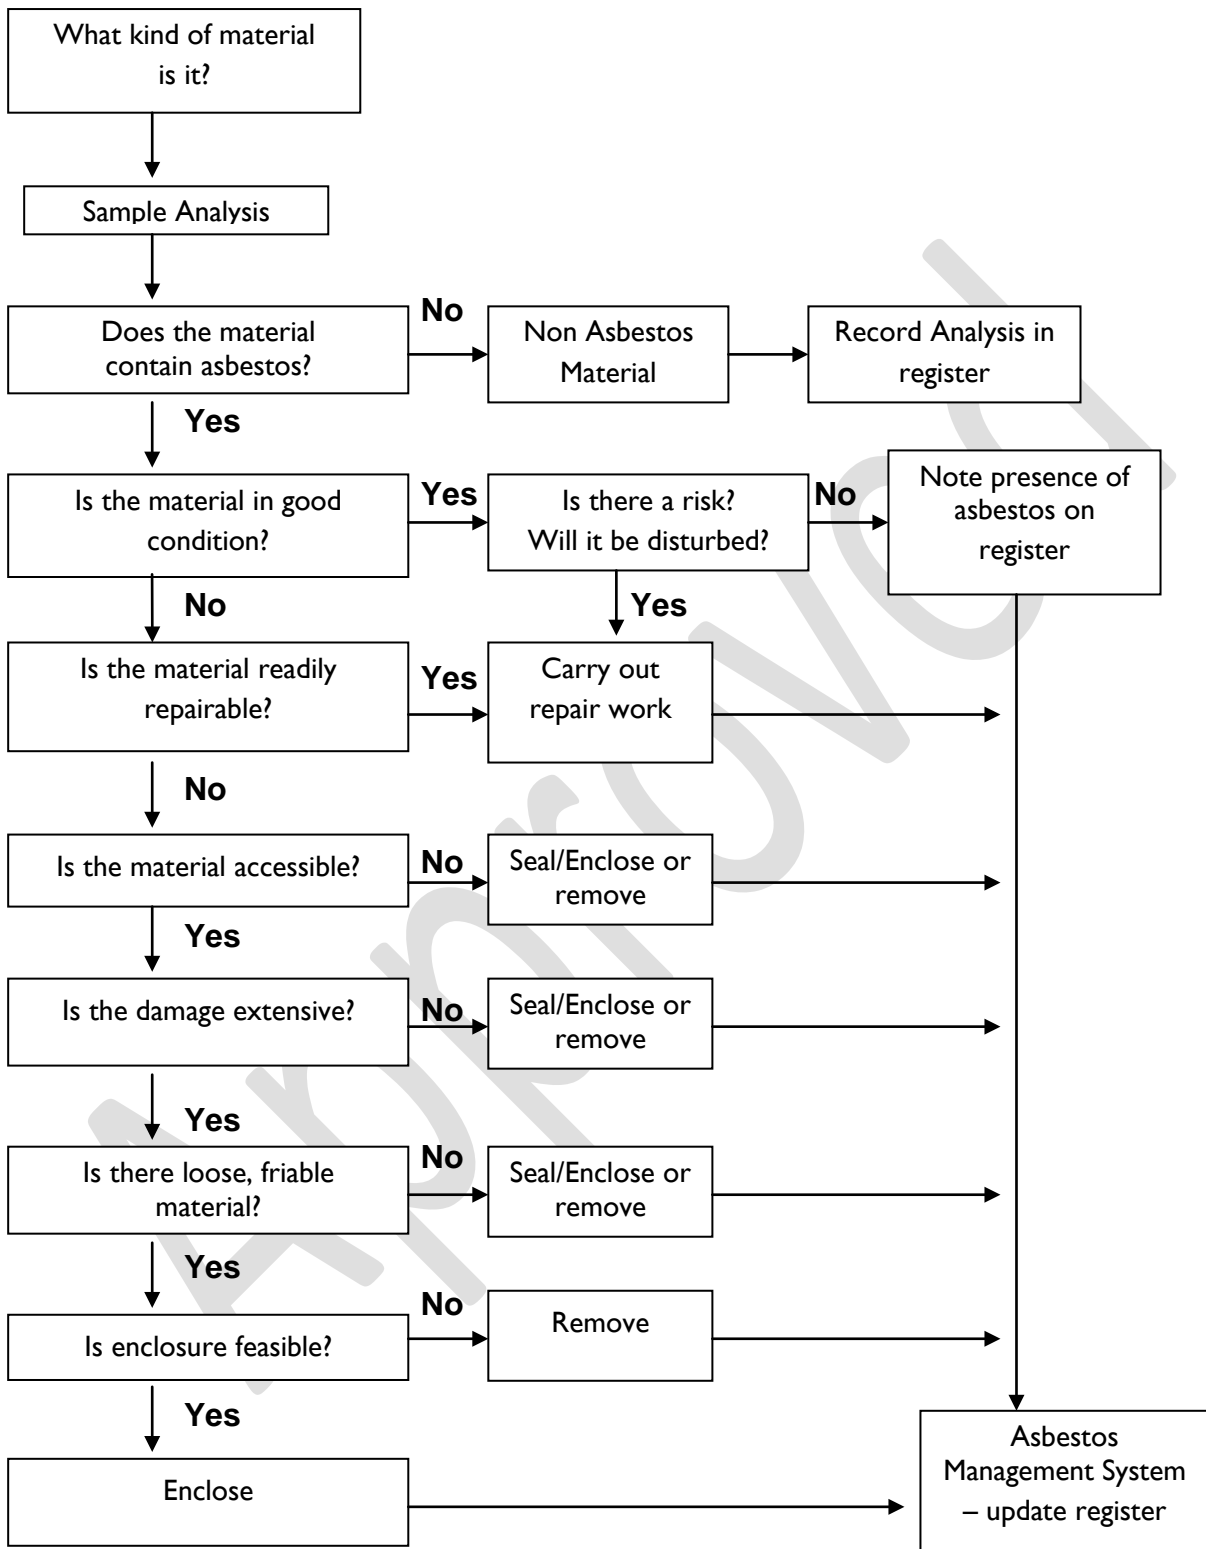 What kind of material
is it?
Sample Analysis
Does the material
contain asbestos?
No
Non Asbestos
Material
Record Analysis in
register
Yes
Is the material in good
condition?
Yes
Is there a risk?
Will it be disturbed?
No
Note presence of
asbestos on
register
No
Yes
Is the material readily
repairable?
Yes
Carry out
repair work
No
Is the material accessible?
No
Seal/Enclose or
remove
Yes
Is the damage extensive?
No
Seal/Enclose or
remove
Yes
Is there loose, friable
material?
No
Seal/Enclose or
remove
Yes
Is enclosure feasible?
No
Remove
Yes
Enclose
Asbestos
Management System
– update register
Approved